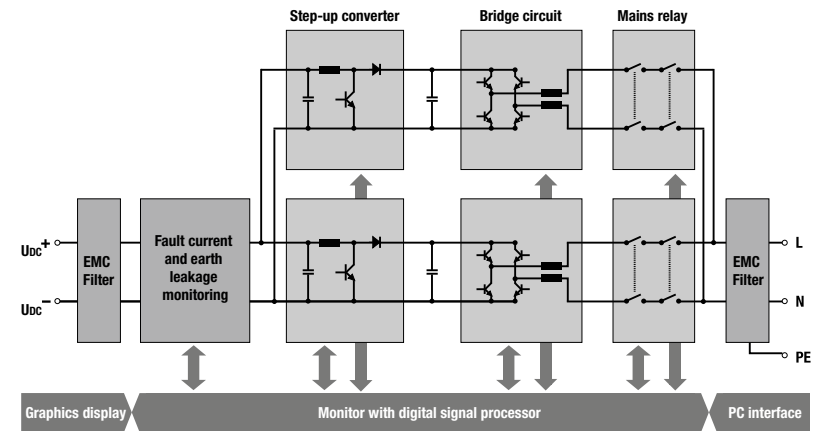 Step-up converter
Bridge circuit
Mains relay
UDC+
UDC−
EMC
Filter
Fault current
and earth
leakage
monitoring
EMC
Filter
L
N
PE
Graphics display
Monitor with digital signal processor
PC interface